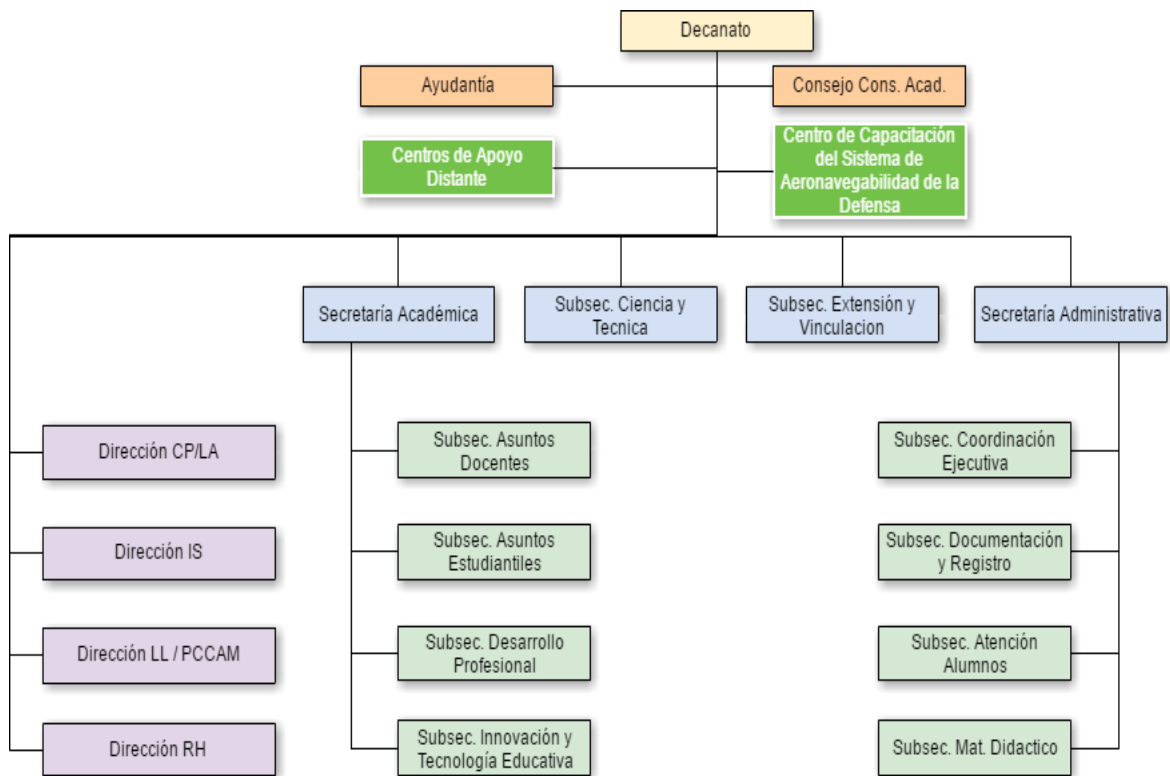 Decanato
Ayudantía
Consejo Cons. Acad.
Centros de Apoyo
Distante
Centro de Capacitación
del Sistema de
Aeronavegabilidad de la
Defensa
Secretaría Académica
Subsec. Ciencia y
Tecnica
Subsec. Extensión y
Vinculacion
Secretaría Administrativa
Dirección CP/LA
Dirección IS
Dirección LL / PCCAM
Dirección RH
Subsec. Asuntos
Docentes
Subsec. Asuntos
Estudiantiles
Subsec. Desarrollo
Profesional
Subsec. Innovación y
Tecnología Educativa
Subsec. Coordinación
Ejecutiva
Subsec. Documentación
y Registro
Subsec. Atención
Alumnos
Subsec. Mat. Didactico